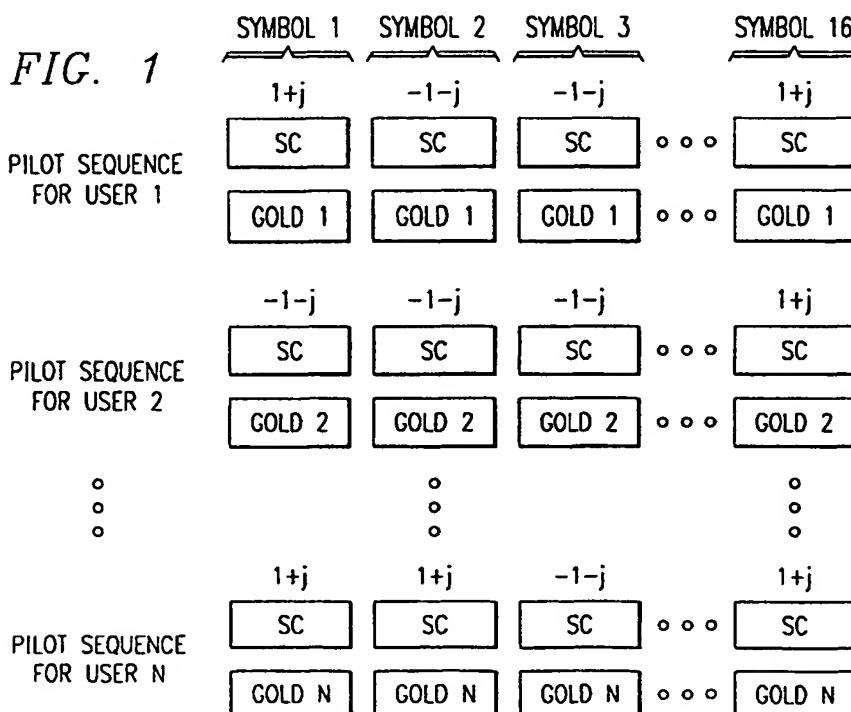 FIG. 1
SYMBOL 1 SYMBOL 2 SYMBOL 3 SYMBOL 16
1+j -1-j -1-j 1+j
PILOT SEQUENCE FOR USER 1
SC SC SC SC
GOLD 1 GOLD 1 GOLD 1 GOLD 1
-1-j -1-j -1-j 1+j
PILOT SEQUENCE FOR USER 2
SC SC SC SC
GOLD 2 GOLD 2 GOLD 2 GOLD 2
1+j 1+j -1-j 1+j
PILOT SEQUENCE FOR USER N
SC SC SC SC
GOLD N GOLD N GOLD N GOLD N